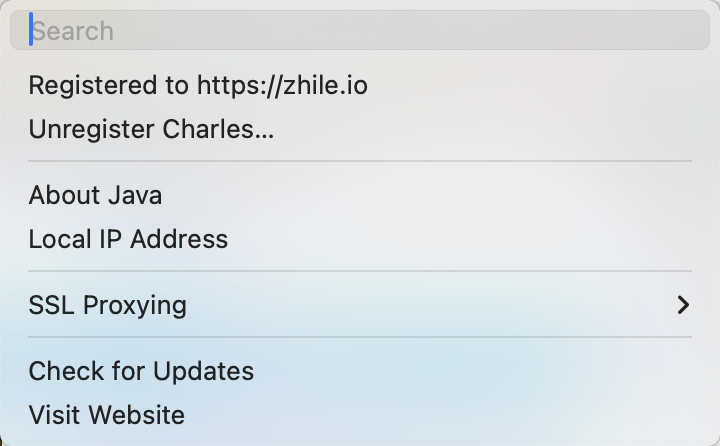 Search
Registered to https://zhile.io
Unregister Charles...
About Java
Local IP Address
SSL Proxying
Check for Updates
Visit Website